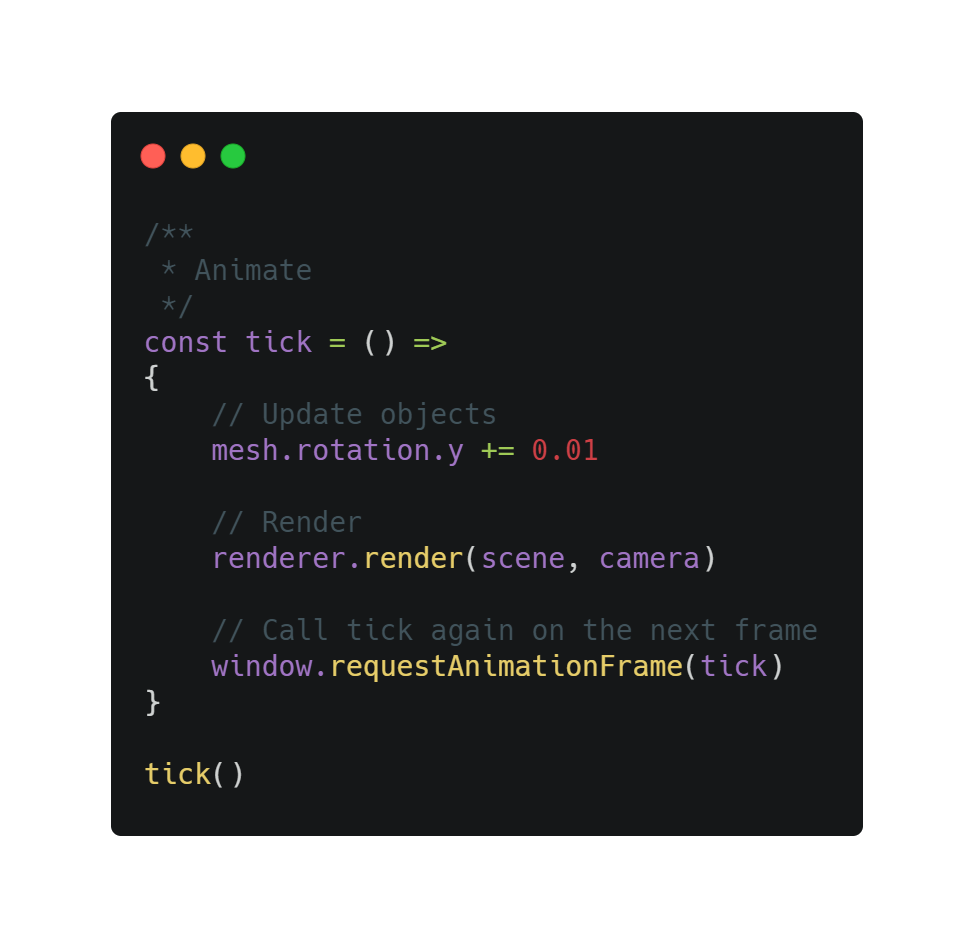 /**
 * Animate
 */
const tick = () =>
{
    // Update objects
    mesh.rotation.y += 0.01

    // Render
    renderer.render(scene, camera)

    // Call tick again on the next frame
    window.requestAnimationFrame(tick)
}

tick()